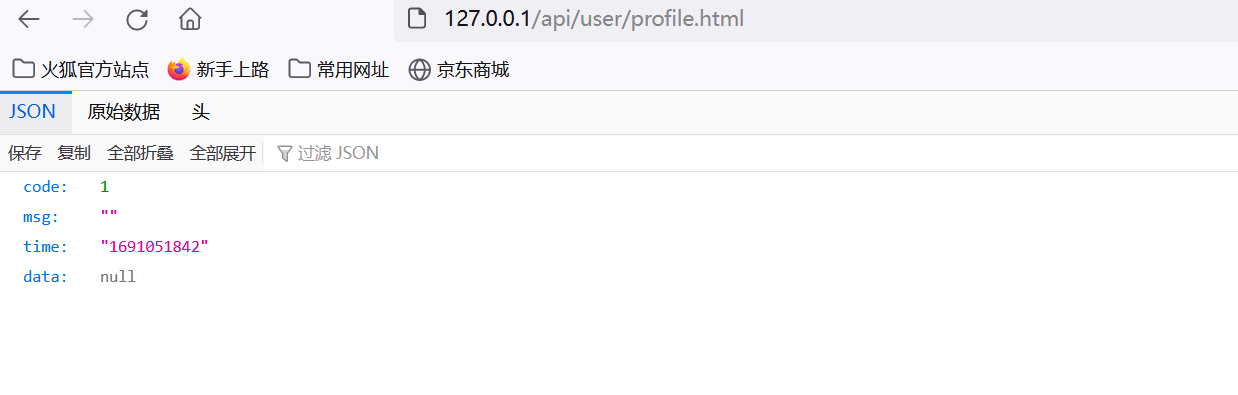 127.0.0.1/api/user/profile.html
火狐官方站点 新手上路 常用网址 京东商城
JSON 原始数据 头
保存 复制 全部折叠 全部展开 过滤 JSON
code: 1
msg: ""
time: "1691051842"
data: null